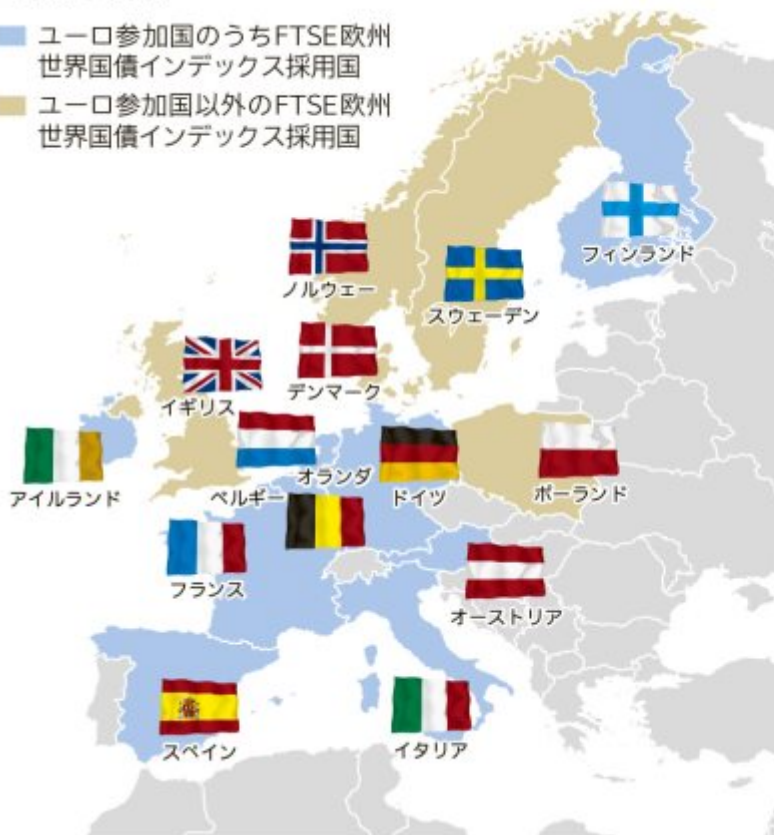 ユーロ参加国のうちFTSE欧州
世界国債インデックス採用国
ユーロ参加国以外のFTSE欧州
世界国債インデックス採用国
フィンランド
ノルウェー
スウェーデン
デンマーク
イギリス
オランダ
アイルランド
ベルギー
ドイツ
ポーランド
フランス
オーストリア
スペイン
イタリア